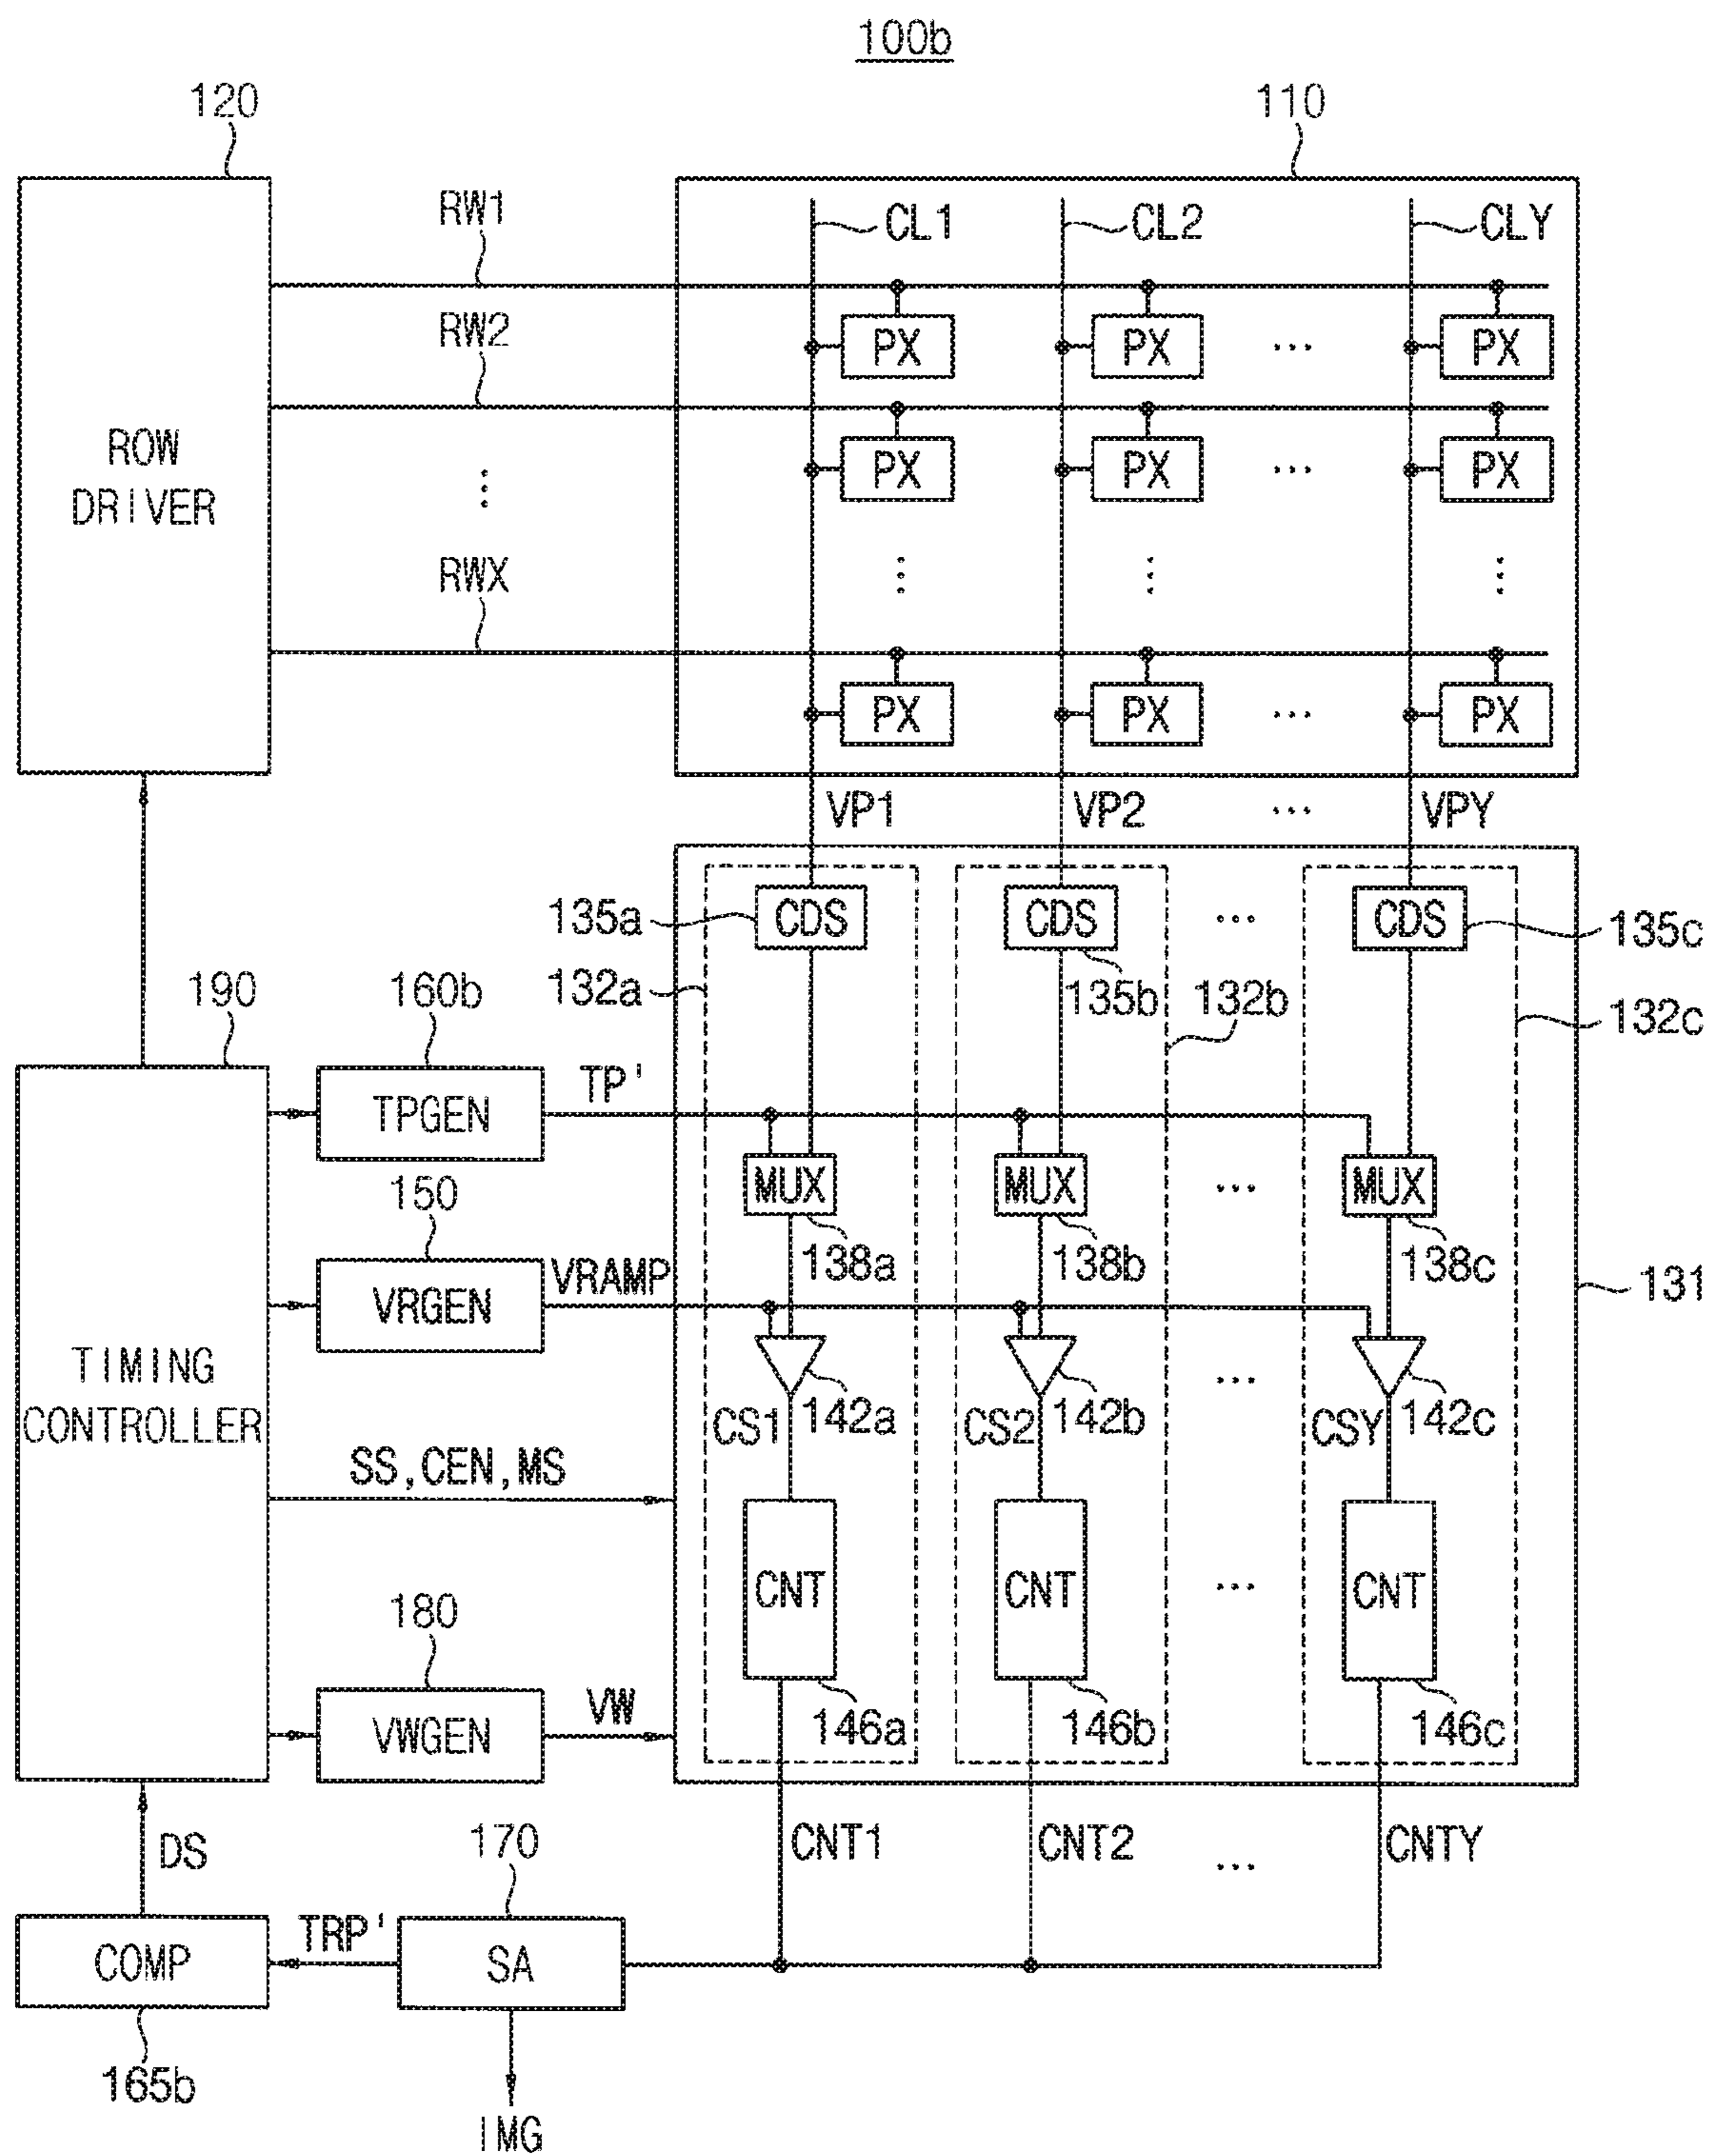 100b
120
110
RW1
CL1
CL2
CLY
PX
PX
...
PX
RW2
ROW
DRIVER
PX
PX
...
PX
RWX
PX
PX
...
PX
VP1
VP2
...
VPY
135a
CDS
CDS
...
CDS
135c
132a
135b
132b
132c
190
160b
TPGEN
TP'
MUX
MUX
...
MUX
150
138a
138b
138c
131
VRGEN
VRAMP
TIMING
CONTROLLER
CS1
142a
CS2
142b
...
CSY
142c
SS,CEN,MS
CNT
CNT
...
CNT
180
VWGEN
VW
146a
146b
146c
DS
170
CNT1
CNT2
...
CNTY
COMP
TRP'
SA
165b
IMG